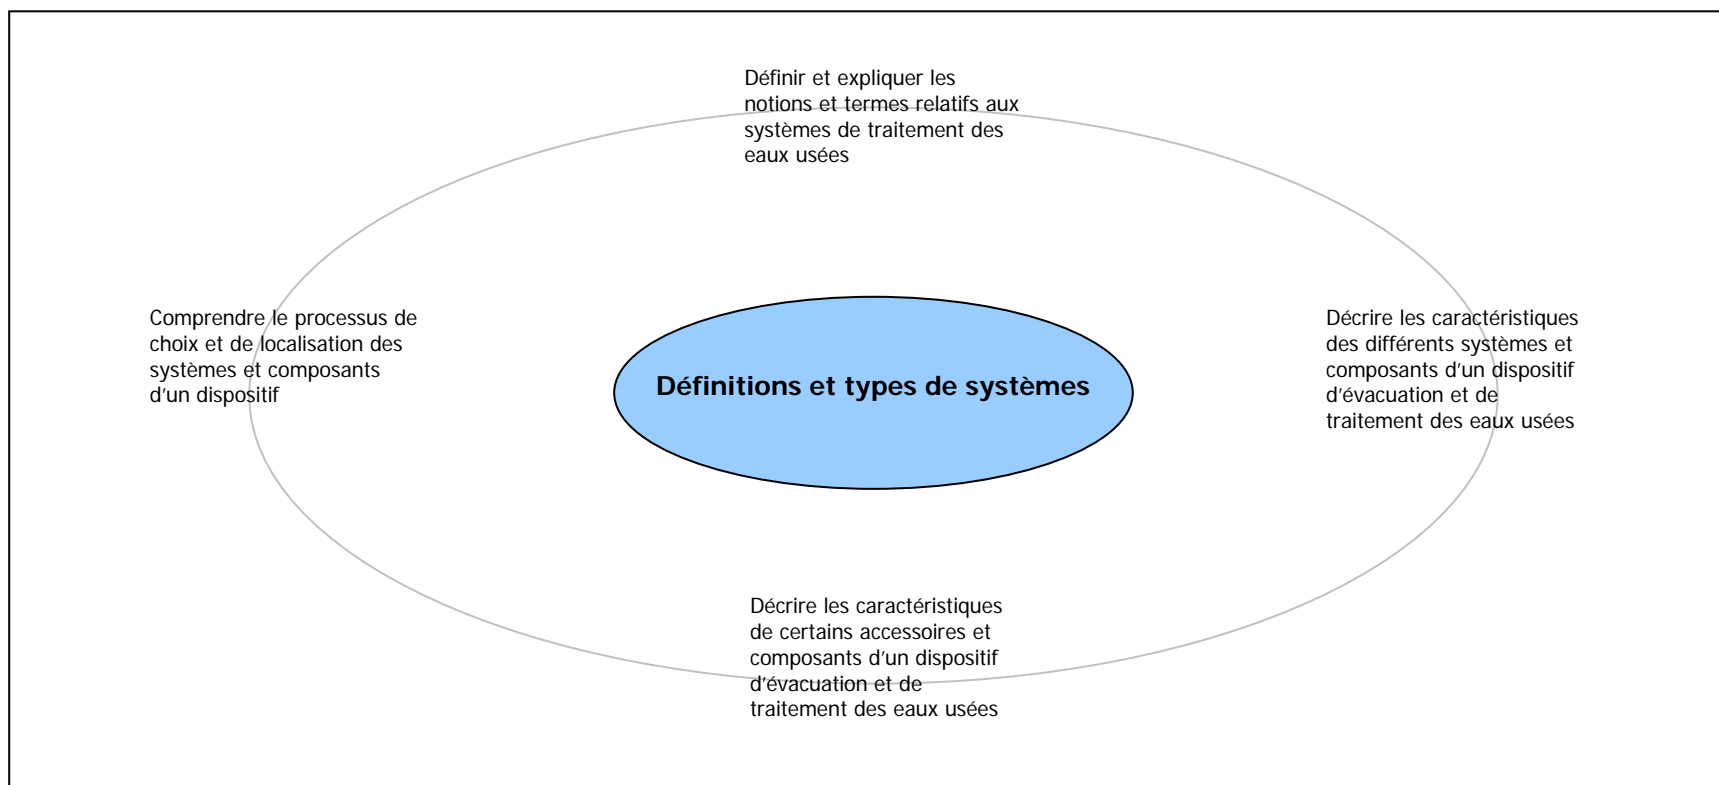 Définir et expliquer les
notions et termes relatifs aux
systèmes de traitement des
eaux usées
Comprendre le processus de
choix et de localisation des
systèmes et composants
d'un dispositif
Définitions et types de systèmes
Décrire les caractéristiques
des différents systèmes et
composants d'un dispositif
d'évacuation et de
traitement des eaux usées
Décrire les caractéristiques
de certains accessoires et
composants d'un dispositif
d'évacuation et de
traitement des eaux usées